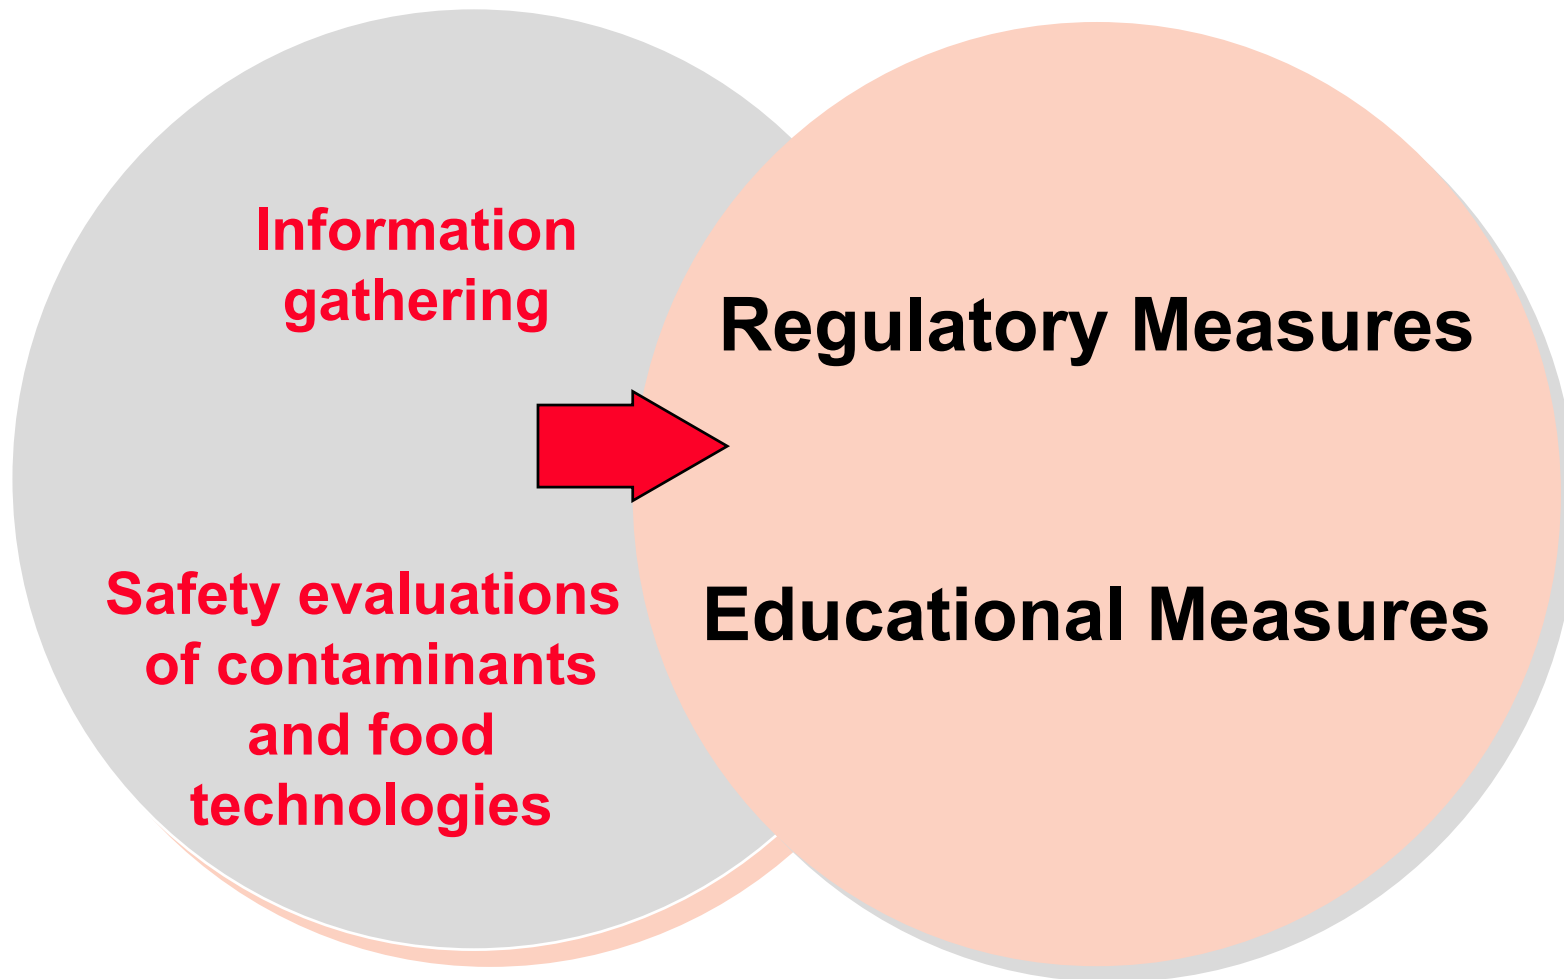 Information
gathering
Safety evaluations
of contaminants
and food
technologies
Regulatory Measures
Educational Measures